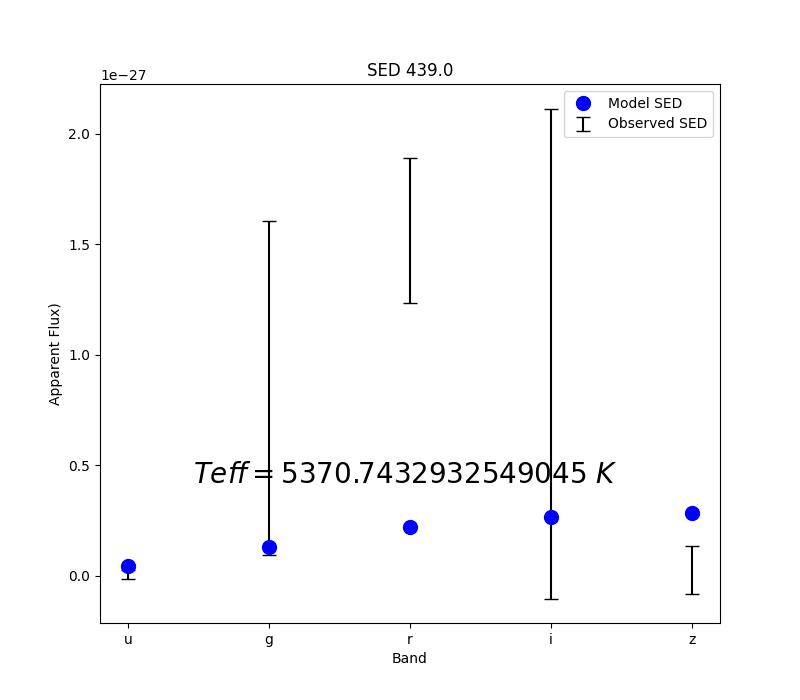 SED 439.0
1e−27
Model SED
Observed SED
2.0
1.5
1.0
0.5
0.0
Apparent Flux)
Teff = 5370.7432932549045 K
u g r i z
Band